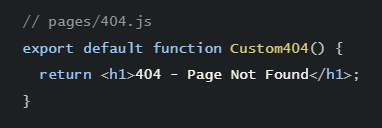 // pages/404.js
export default function Custom404() {
  return <h1>404 - Page Not Found</h1>;
}